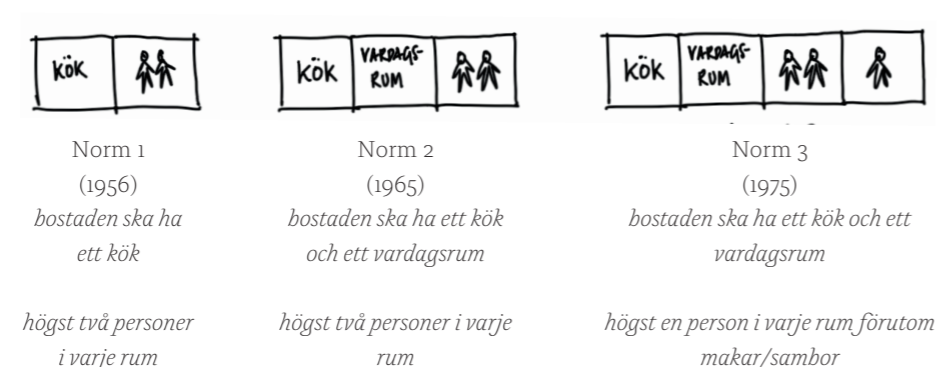 kök
kök
VARDAGS-
RUM
kök
VARDAGS-
RUM
Norm 1
(1956)
bostaden ska ha
ett kök
högst två personer
i varje rum
Norm 2
(1965)
bostaden ska ha ett kök
och ett vardagsrum
högst två personer i varje
rum
Norm 3
(1975)
bostaden ska ha ett kök och ett
vardagsrum
högst en person i varje rum förutom
makar/sambor